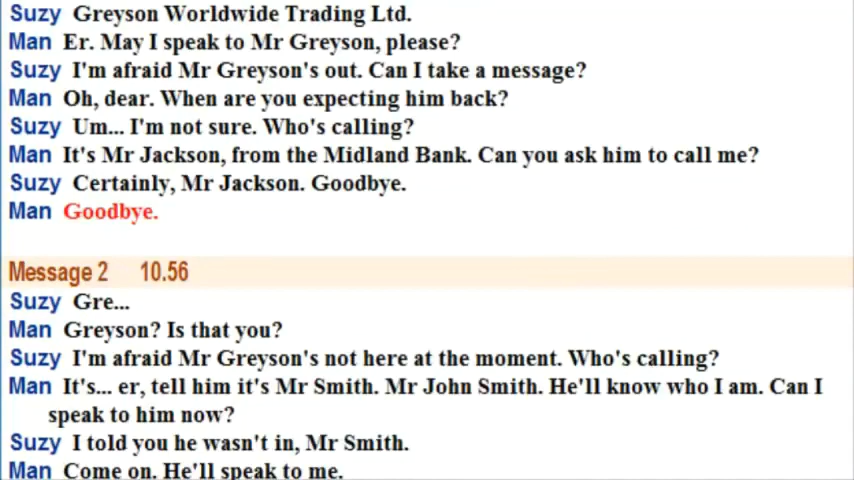 Suzy Greyson Worldwide Trading Ltd.
Man Er. May I speak to Mr Greyson, please?
Suzy I'm afraid Mr Greyson's out. Can I take a message?
Man Oh, dear. When are you expecting him back?
Suzy Um... I'm not sure. Who's calling?
Man It's Mr Jackson, from the Midland Bank. Can you ask him to call me?
Suzy Certainly, Mr Jackson. Goodbye.
Man Goodbye.
Message 2 10.56
Suzy Gre...
Man Greyson? Is that you?
Suzy I'm afraid Mr Greyson's not here at the moment. Who's calling?
Man It's... er, tell him it's Mr Smith. Mr John Smith. He'll know who I am. Can I
speak to him now?
Suzy I told you he wasn't in, Mr Smith.
Man Come on. He'll speak to me.